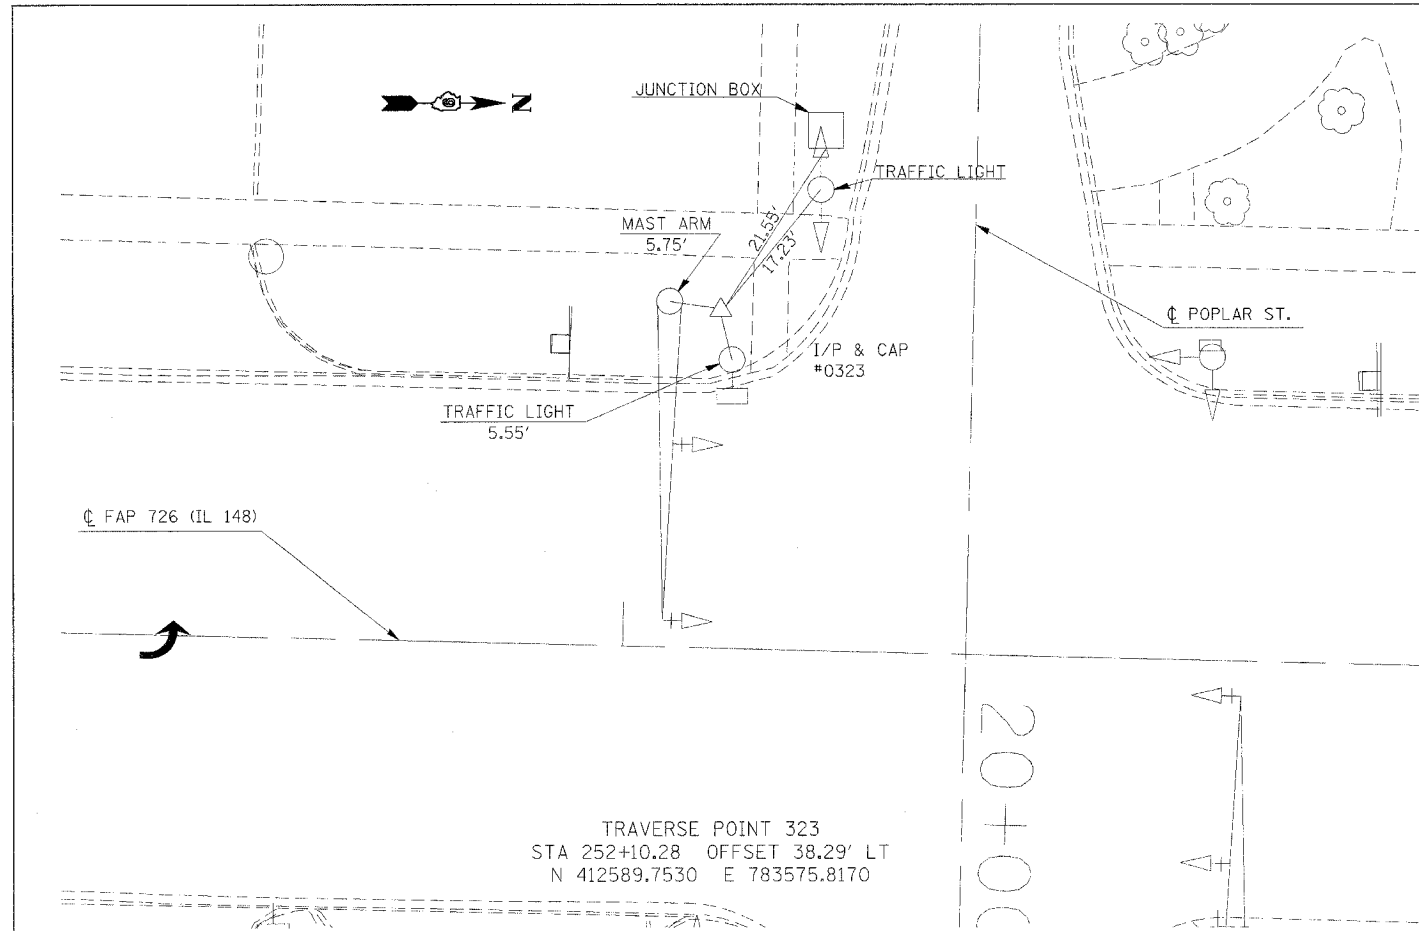 JUNCTION BOX
N
TRAFFIC LIGHT
MAST ARM
5.75'
21.55'
17.23'
℄ POPLAR ST.
I/P & CAP
#0323
TRAFFIC LIGHT
5.55'
℄ FAP 726 (IL 148)
20+00
TRAVERSE POINT 323
STA 252+10.28 OFFSET 38.29' LT
N 412589.7530 E 783575.8170